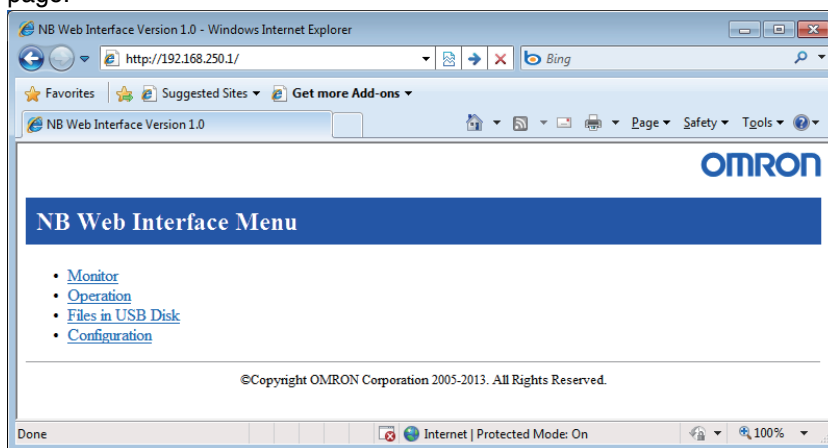 page.
NB Web Interface Version 1.0 - Windows Internet Explorer
http://192.168.250.1/
Bing
Favorites Suggested Sites Get more Add-ons
NB Web Interface Version 1.0 Page Safety Tools
OMRON
NB Web Interface Menu
• Monitor
• Operation
• Files in USB Disk
• Configuration
©Copyright OMRON Corporation 2005-2013. All Rights Reserved.
Done Internet | Protected Mode: On 100%